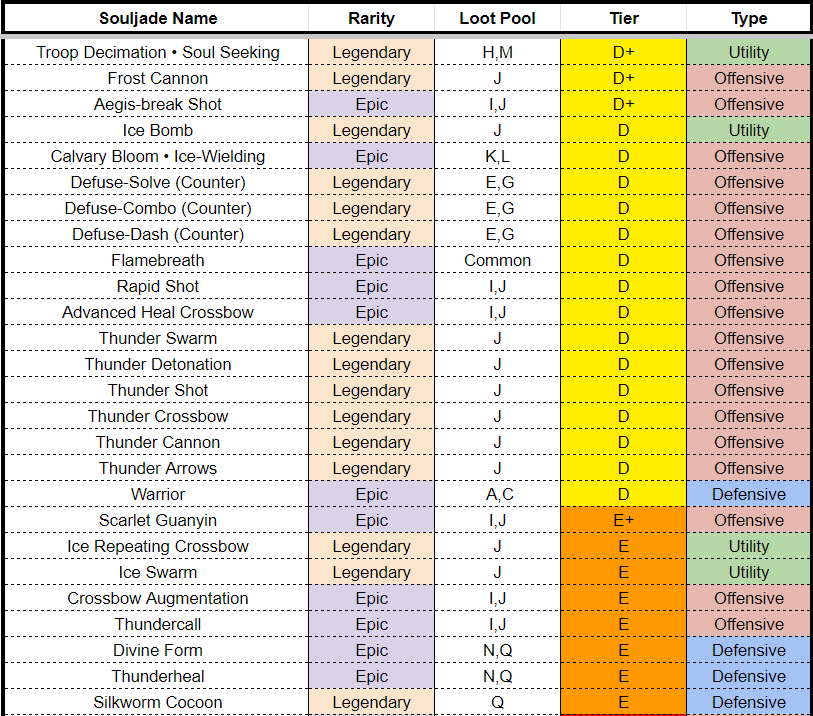 Souljade Name Rarity Loot Pool Tier Type
Troop Decimation • Soul Seeking Legendary H,M D+ Utility
Frost Cannon Legendary J D+ Offensive
Aegis-break Shot Epic I,J D+ Offensive
Ice Bomb Legendary J D Utility
Calvary Bloom • Ice-Wielding Epic K,L D Offensive
Defuse-Solve (Counter) Legendary E,G D Offensive
Defuse-Combo (Counter) Legendary E,G D Offensive
Defuse-Dash (Counter) Legendary E,G D Offensive
Flamebreath Epic Common D Offensive
Rapid Shot Epic I,J D Offensive
Advanced Heal Crossbow Epic I,J D Offensive
Thunder Swarm Legendary J D Offensive
Thunder Detonation Legendary J D Offensive
Thunder Shot Legendary J D Offensive
Thunder Crossbow Legendary J D Offensive
Thunder Cannon Legendary J D Offensive
Thunder Arrows Legendary J D Offensive
Warrior Epic A,C D Defensive
Scarlet Guanyin Epic I,J E+ Offensive
Ice Repeating Crossbow Legendary J E Utility
Ice Swarm Legendary J E Utility
Crossbow Augmentation Epic I,J E Offensive
Thundercall Epic I,J E Offensive
Divine Form Epic N,Q E Defensive
Thunderheal Epic N,Q E Defensive
Silkworm Cocoon Legendary Q E Defensive